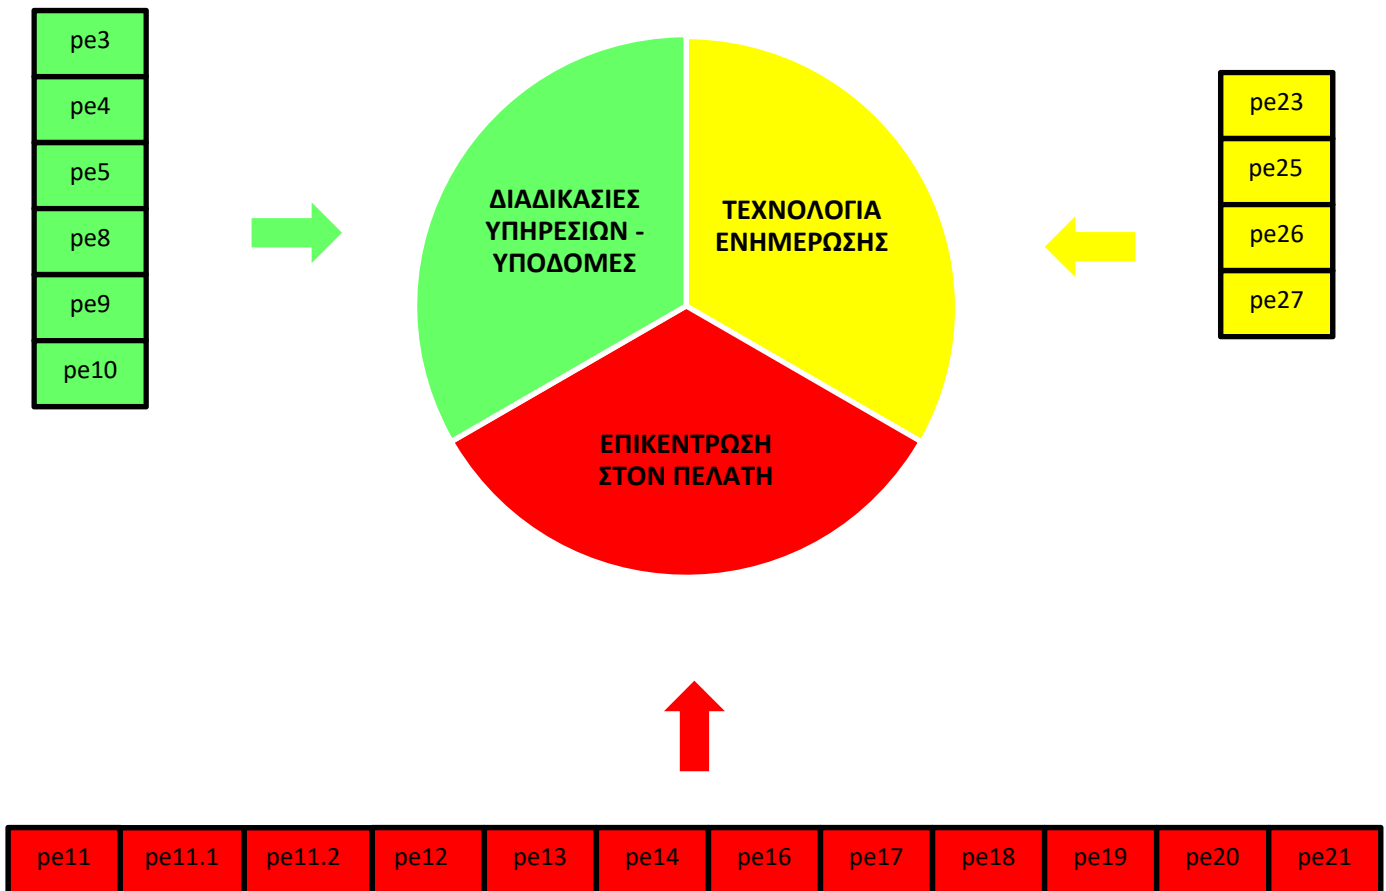 pe3
pe4
pe5
pe8
pe9
pe10
ΔΙΑΔΙΚΑΣΙΕΣ
ΥΠΗΡΕΣΙΩΝ -
ΥΠΟΔΟΜΕΣ
ΤΕΧΝΟΛΟΓΙΑ
ΕΝΗΜΕΡΩΣΗΣ
pe23
pe25
pe26
pe27
ΕΠΙΚΕΝΤΡΩΣΗ
ΣΤΟΝ ΠΕΛΑΤΗ
pe11 pe11.1 pe11.2 pe12 pe13 pe14 pe16 pe17 pe18 pe19 pe20 pe21